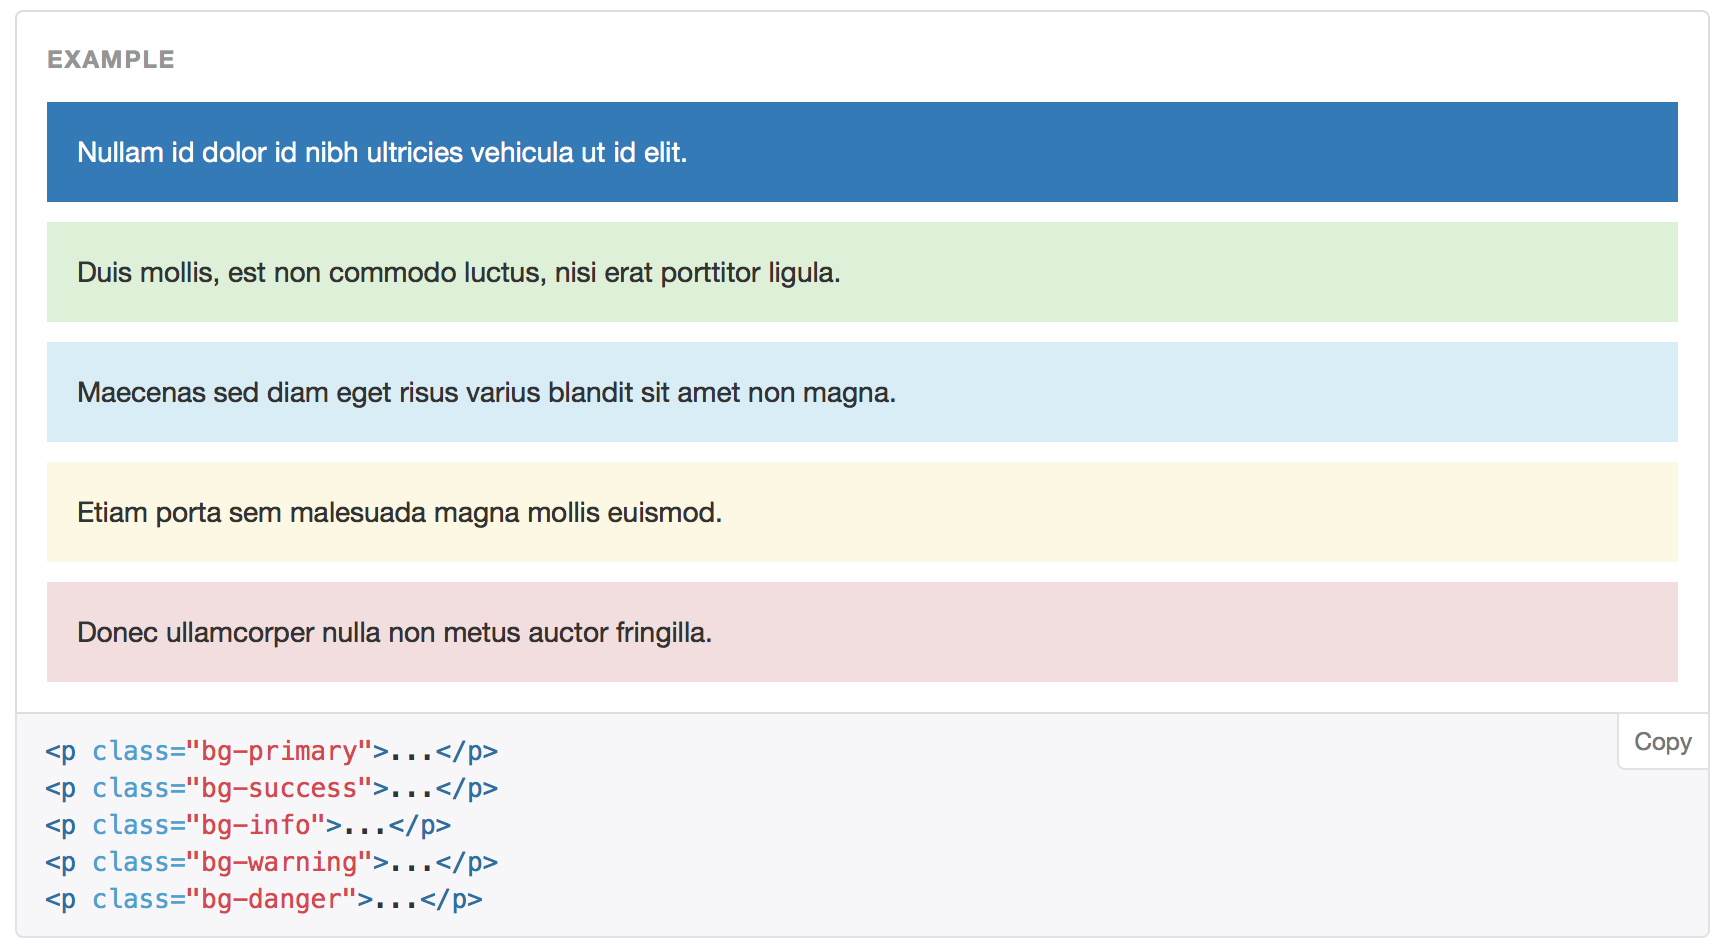 EXAMPLE
Nullam id dolor id nibh ultricies vehicula ut id elit.
Duis mollis, est non commodo luctus, nisi erat porttitor ligula.
Maecenas sed diam eget risus varius blandit sit amet non magna.
Etiam porta sem malesuada magna mollis euismod.
Donec ullamcorper nulla non metus auctor fringilla.
Copy
<p class="bg-primary">...</p>
<p class="bg-success">...</p>
<p class="bg-info">...</p>
<p class="bg-warning">...</p>
<p class="bg-danger">...</p>